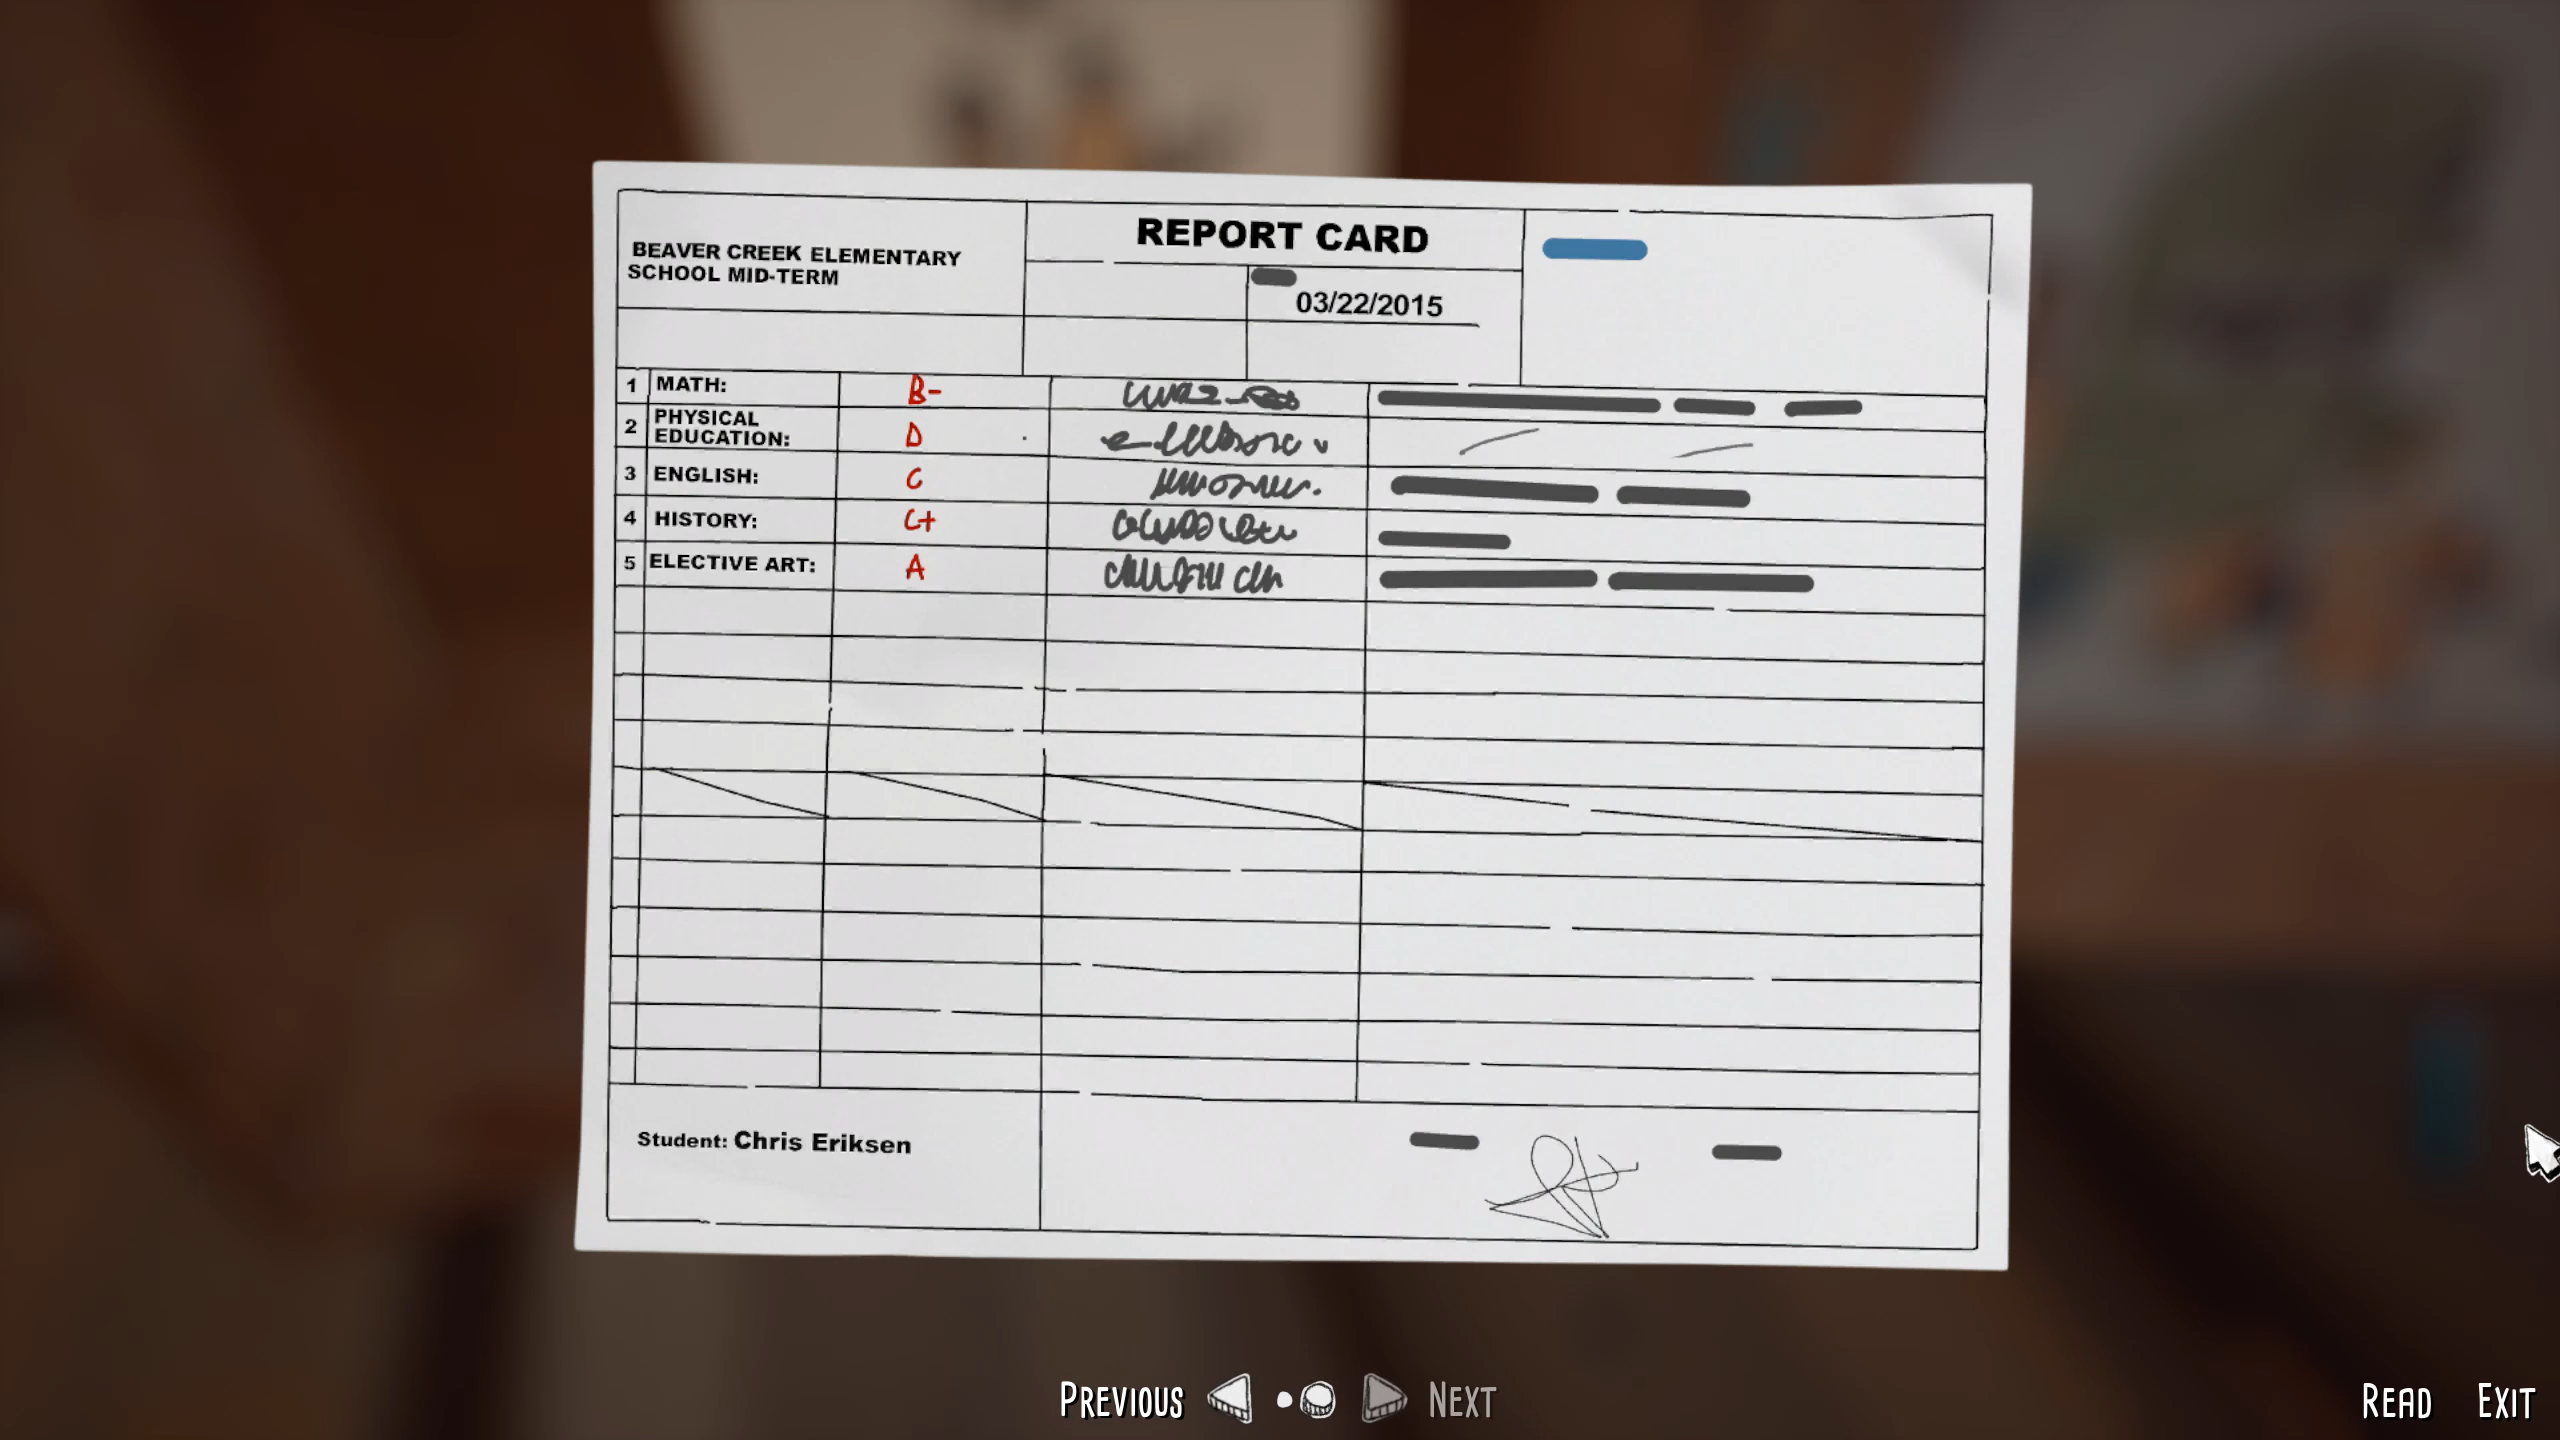 BEAVER CREEK ELEMENTARY
SCHOOL MID-TERM
REPORT CARD
03/22/2015
1 MATH: B-
2 PHYSICAL
EDUCATION: D
3 ENGLISH: C
4 HISTORY: C+
5 ELECTIVE ART: A
Student: Chris Eriksen
PREVIOUS NEXT
READ EXIT